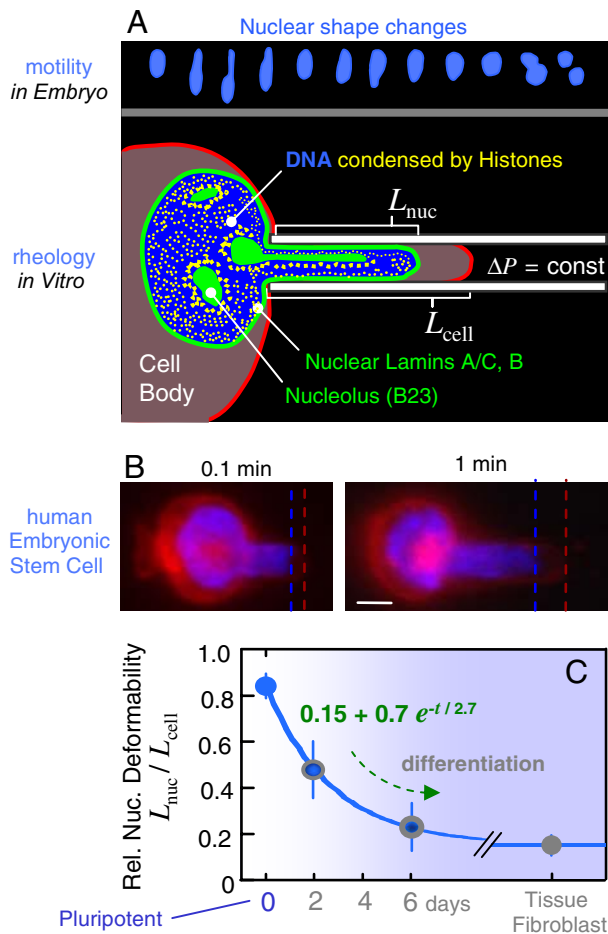 A
Nuclear shape changes
motility
in Embryo
DNA condensed by Histones
L_nuc
rheology
in Vitro
ΔP = const
L_cell
Cell
Body
Nuclear Lamins A/C, B
Nucleolus (B23)
B
0.1 min
1 min
human
Embryonic
Stem Cell
C
Rel. Nuc. Deformability
L_nuc / L_cell
1.0
0.8
0.6
0.4
0.2
0
0.15 + 0.7 e^{-t / 2.7}
differentiation
0 2 4 6 days
Tissue
Fibroblast
Pluripotent